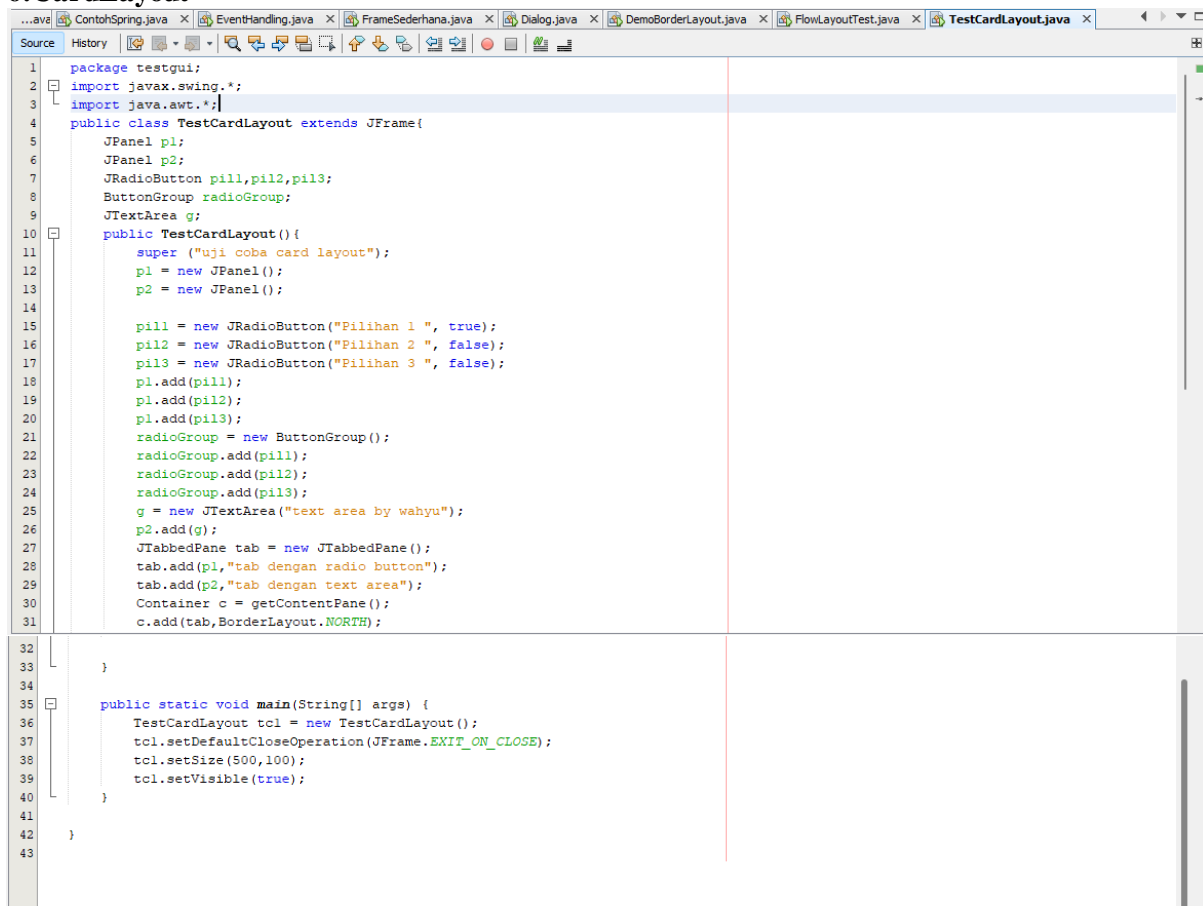 CardLayout
...ava ContohSpring.java EventHandling.java FrameSederhana.java Dialog.java DemoBorderLayout.java FlowLayoutTest.java TestCardLayout.java
Source History
1 package testgui;
2 import javax.swing.*;
3 import java.awt.*;
4 public class TestCardLayout extends JFrame{
5 JPanel p1;
6 JPanel p2;
7 JRadioButton pil1,pil2,pil3;
8 ButtonGroup radioGroup;
9 JTextArea g;
10 public TestCardLayout(){
11 super ("uji coba card layout");
12 p1 = new JPanel();
13 p2 = new JPanel();
14
15 pil1 = new JRadioButton("Pilihan 1 ", true);
16 pil2 = new JRadioButton("Pilihan 2 ", false);
17 pil3 = new JRadioButton("Pilihan 3 ", false);
18 p1.add(pil1);
19 p1.add(pil2);
20 p1.add(pil3);
21 radioGroup = new ButtonGroup();
22 radioGroup.add(pil1);
23 radioGroup.add(pil2);
24 radioGroup.add(pil3);
25 g = new JTextArea("text area by wahyu");
26 p2.add(g);
27 JTabbedPane tab = new JTabbedPane();
28 tab.add(p1,"tab dengan radio button");
29 tab.add(p2,"tab dengan text area");
30 Container c = getContentPane();
31 c.add(tab,BorderLayout.NORTH);
32
33 }
34
35 public static void main(String[] args) {
36 TestCardLayout tcl = new TestCardLayout();
37 tcl.setDefaultCloseOperation(JFrame.EXIT_ON_CLOSE);
38 tcl.setSize(500,100);
39 tcl.setVisible(true);
40 }
41
42 }
43